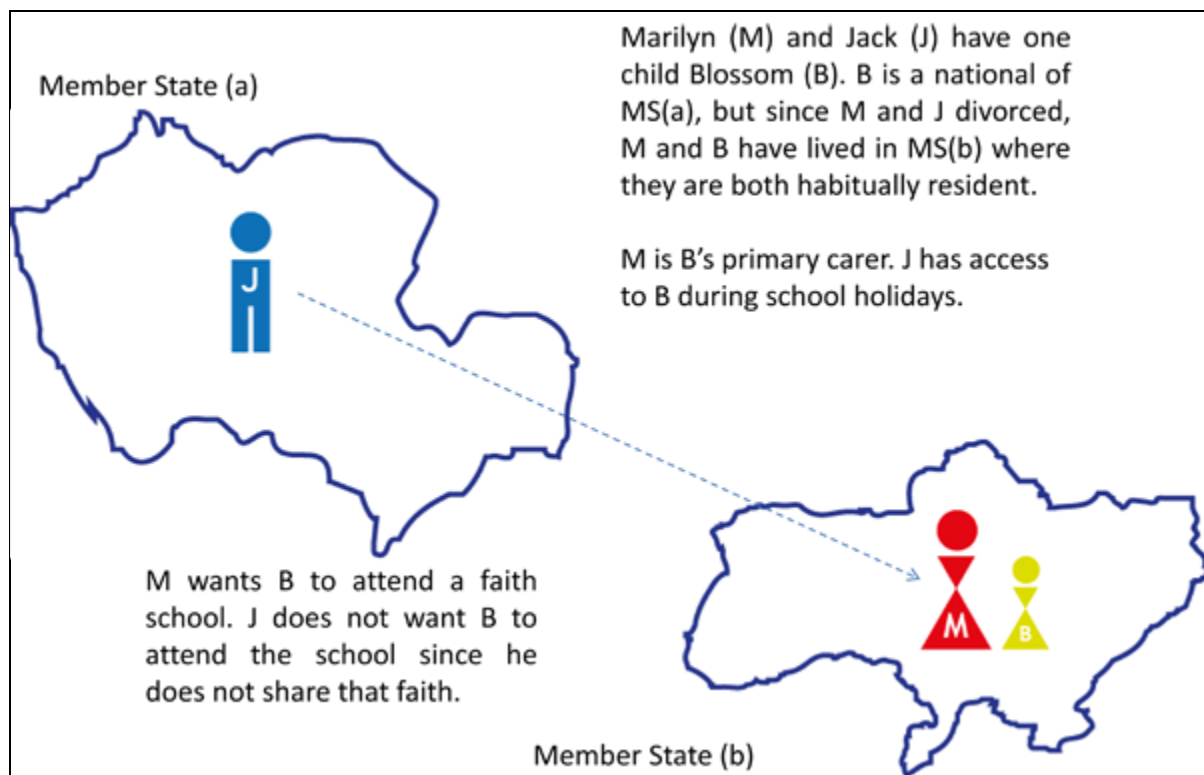 Member State (a)
Marilyn (M) and Jack (J) have one
child Blossom (B). B is a national of
MS(a), but since M and J divorced,
M and B have lived in MS(b) where
they are both habitually resident.
M is B’s primary carer. J has access
to B during school holidays.
J
M wants B to attend a faith
school. J does not want B to
attend the school since he
does not share that faith.
M
B
Member State (b)